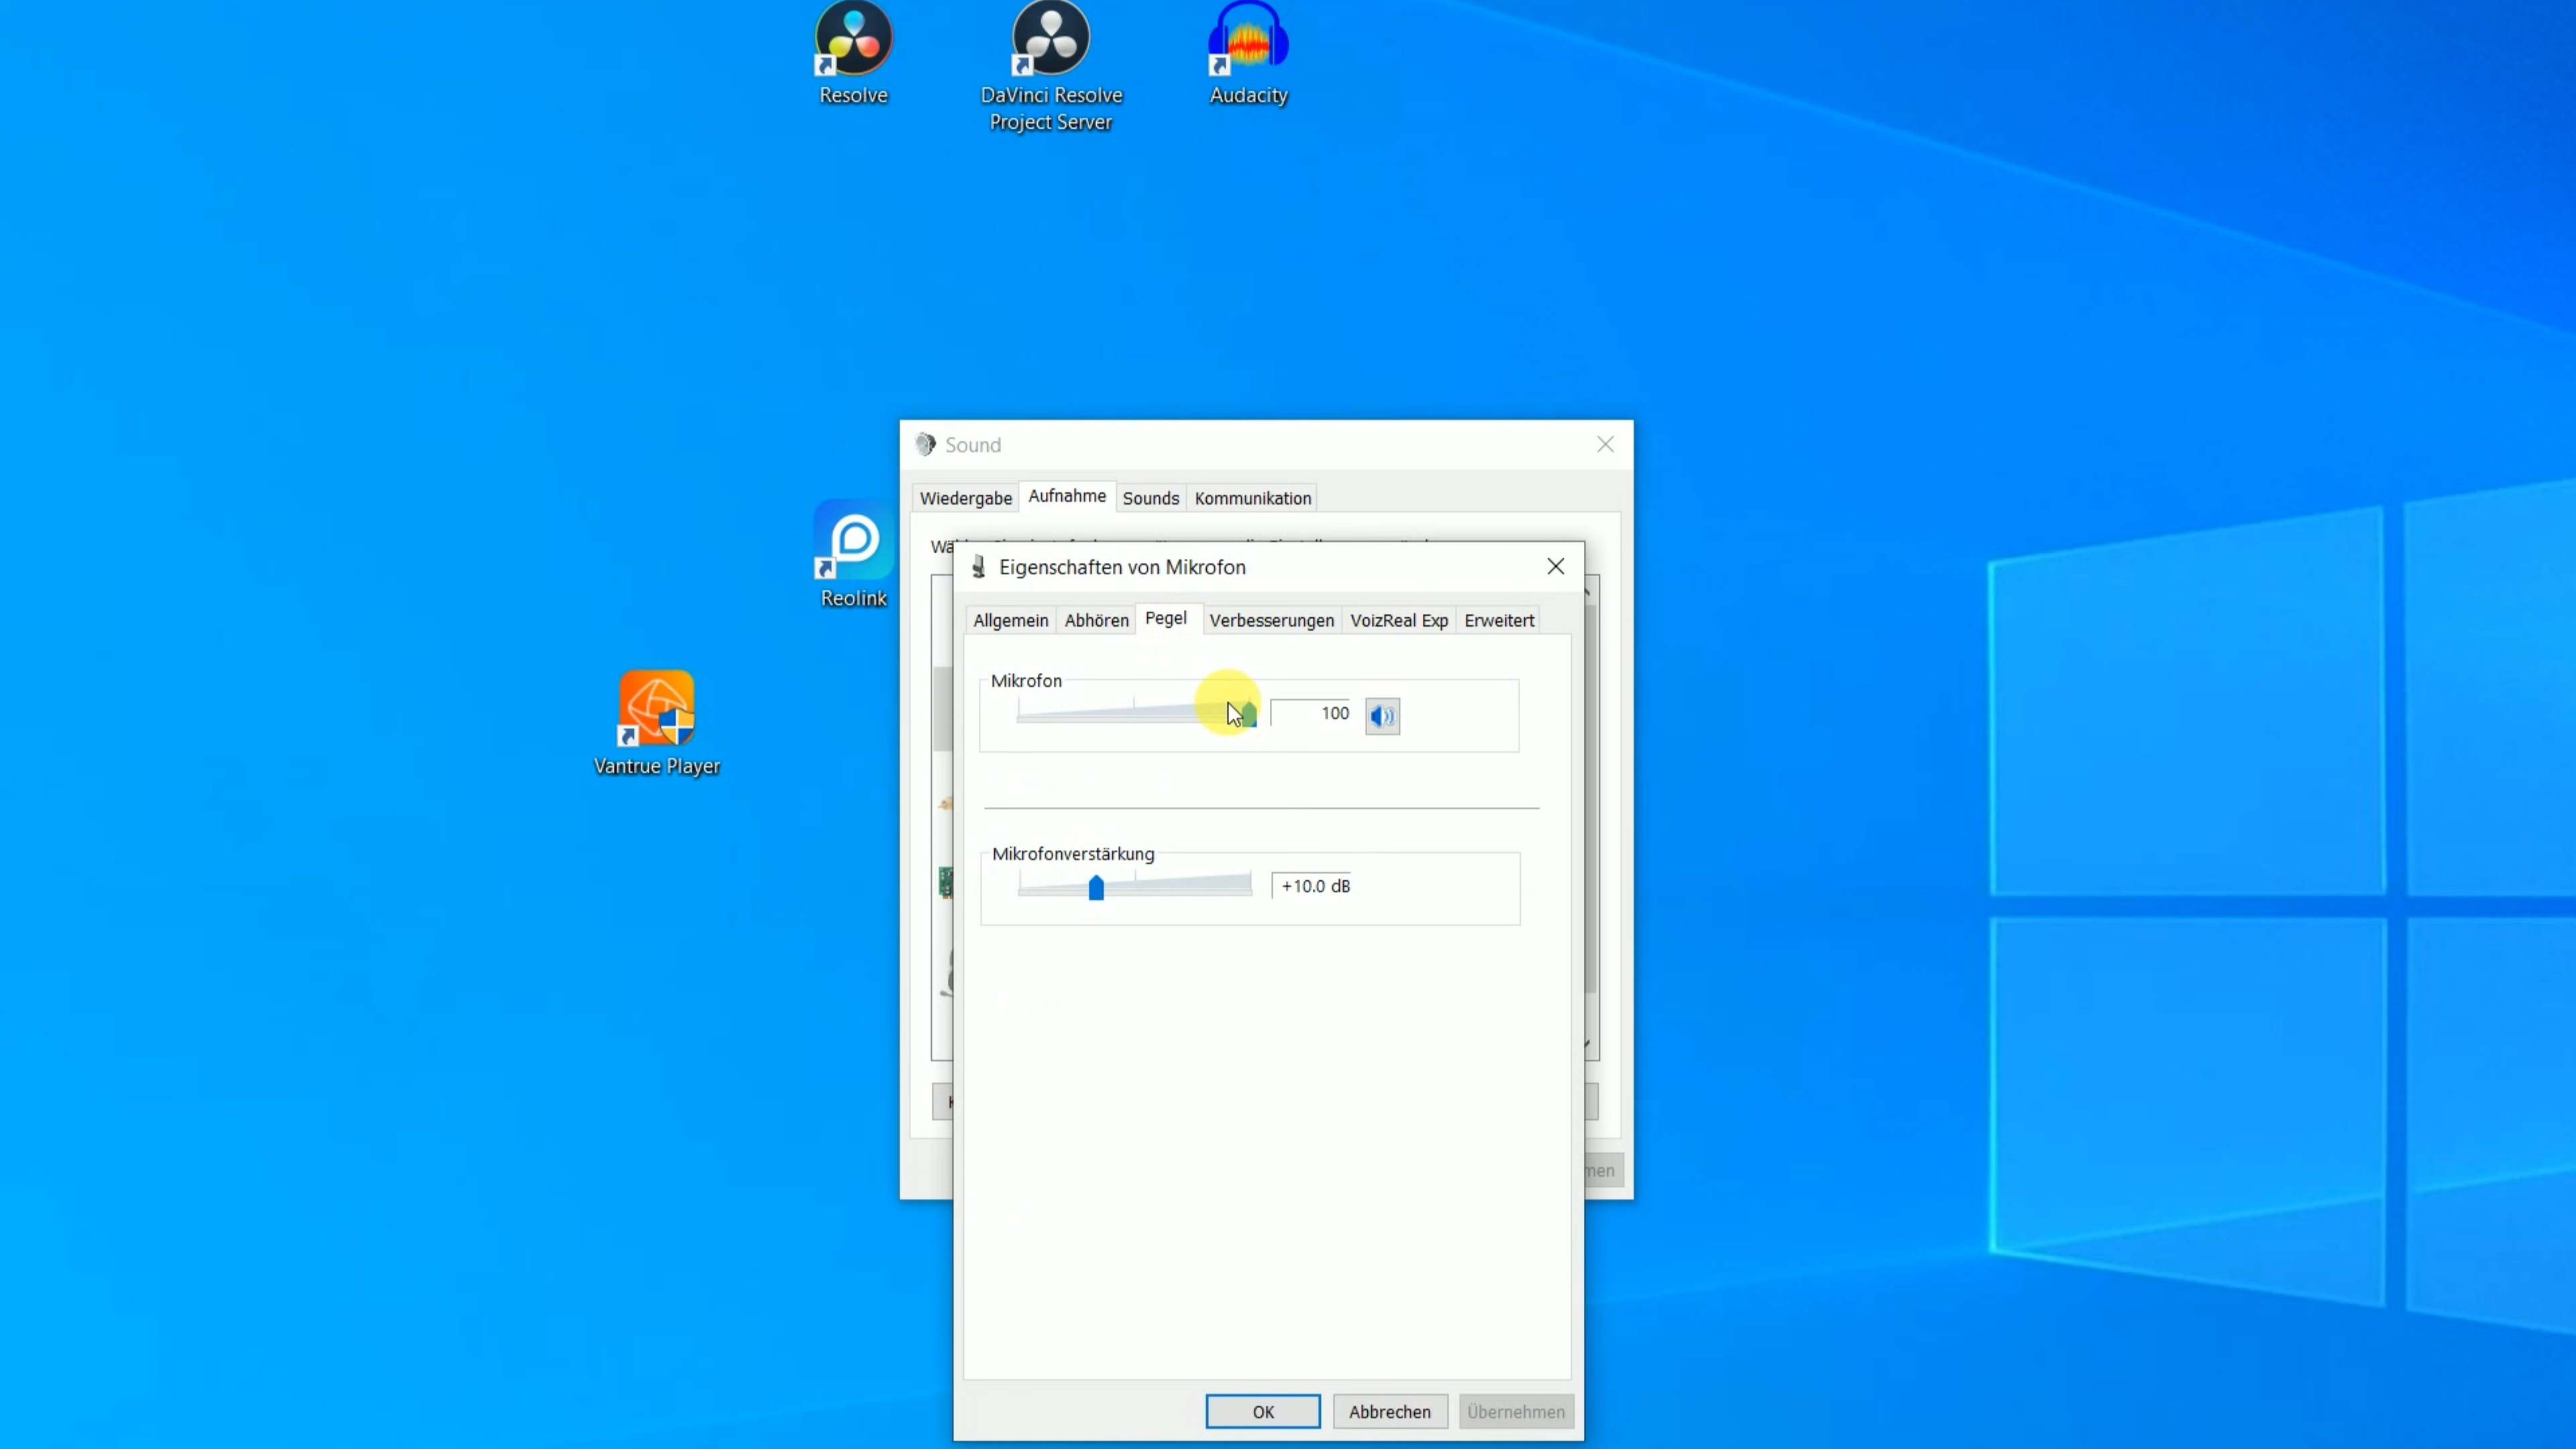 Resolve
DaVinci Resolve
Project Server
Audacity
Reolink
Vantrue Player
Sound
Wiedergabe
Aufnahme
Sounds
Kommunikation
Eigenschaften von Mikrofon
Allgemein
Abhören
Pegel
Verbesserungen
VoizReal Exp
Erweitert
Mikrofon
100
Mikrofonverstärkung
+10.0 dB
men
OK
Abbrechen
Übernehmen